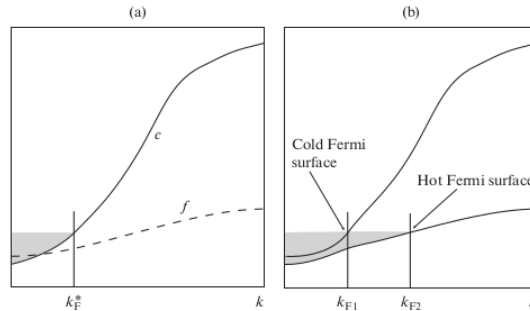 (a)
c
f
k*F
k
(b)
Cold Fermi
surface
Hot Fermi surface
kF1
kF2